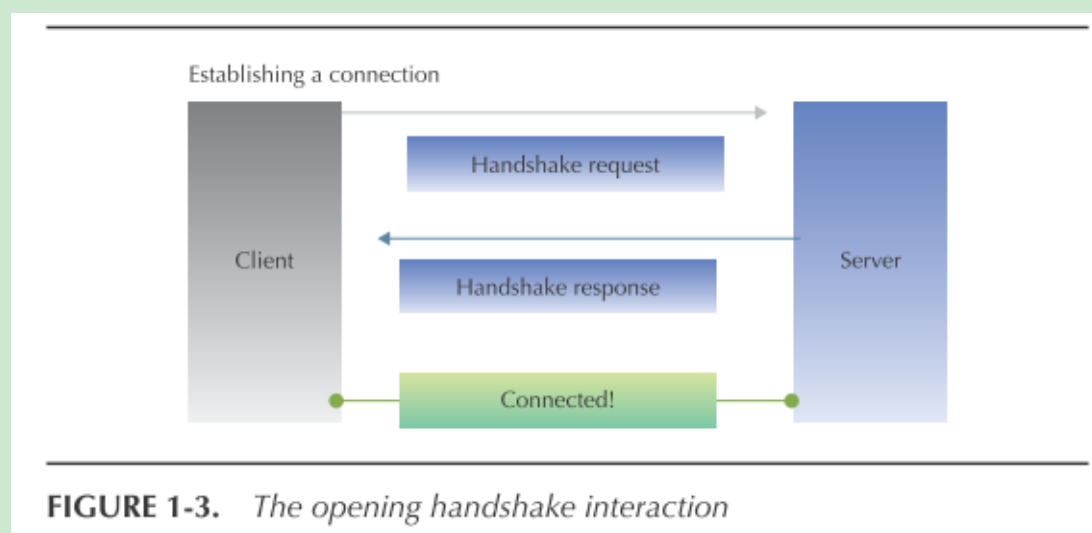 Establishing a connection
Handshake request
Client
Server
Handshake response
Connected!
FIGURE 1-3. The opening handshake interaction